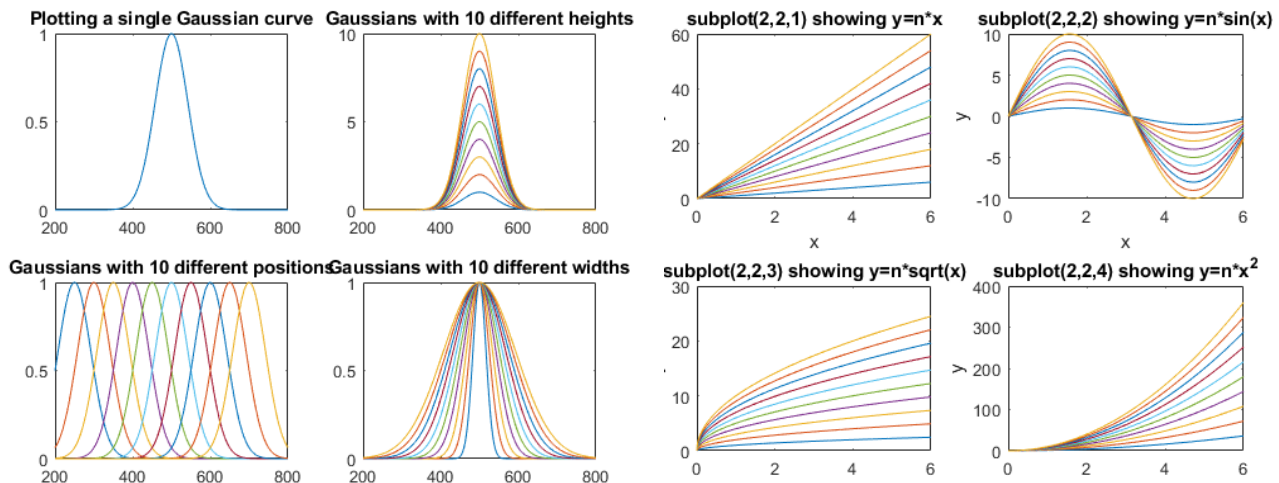 Plotting a single Gaussian curve
1
0.5
0
200 400 600 800
Gaussians with 10 different heights
10
5
0
200 400 600 800
subplot(2,2,1) showing y=n*x
60
40
20
0
0 2 4 6
x
subplot(2,2,2) showing y=n*sin(x)
y
10
5
0
-5
-10
0 2 4 6
x
Gaussians with 10 different positions
1
0.5
0
200 400 600 800
Gaussians with 10 different widths
1
0.5
0
200 400 600 800
subplot(2,2,3) showing y=n*sqrt(x)
30
20
10
0
0 2 4 6
subplot(2,2,4) showing y=n*x²
y
400
300
200
100
0
0 2 4 6